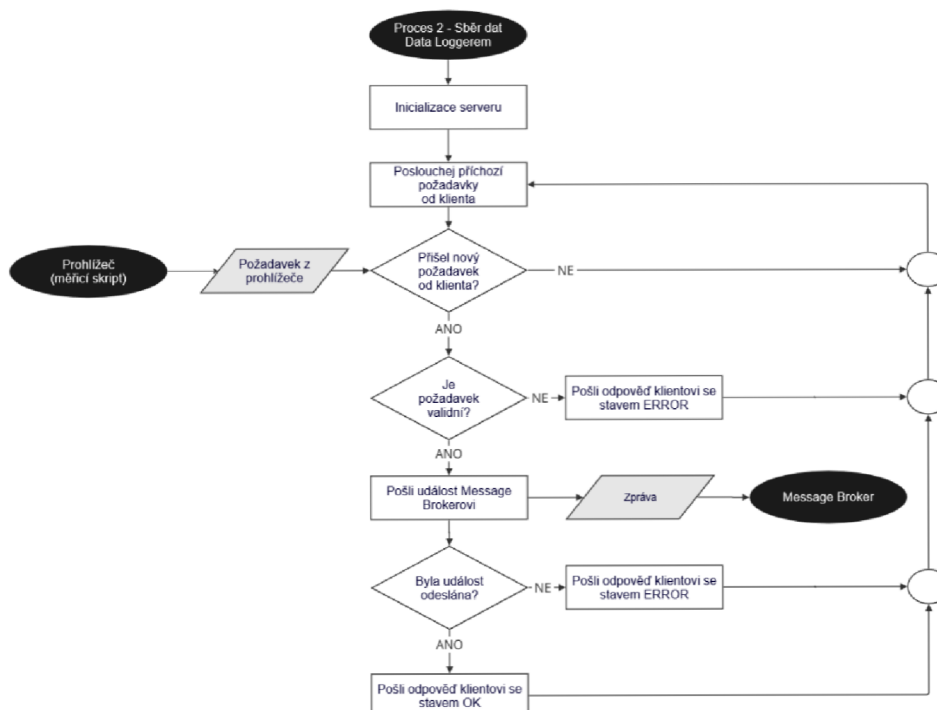 Proces 2 - Sběr dat
Data Loggerem
Inicializace serveru
Poslouchej příchozí
požadavky
od klienta
Prohlížeč
(měřicí skript)
Požadavek z
prohlížeče
Přišel nový
požadavek
od klienta?
NE
ANO
Je
požadavek
validní?
NE
Pošli odpověď klientovi se
stavem ERROR
ANO
Pošli událost Message
Brokerovi
Zpráva
Message Broker
Byla událost
odeslána?
NE
Pošli odpověď klientovi se
stavem ERROR
ANO
Pošli odpověď klientovi se
stavem OK